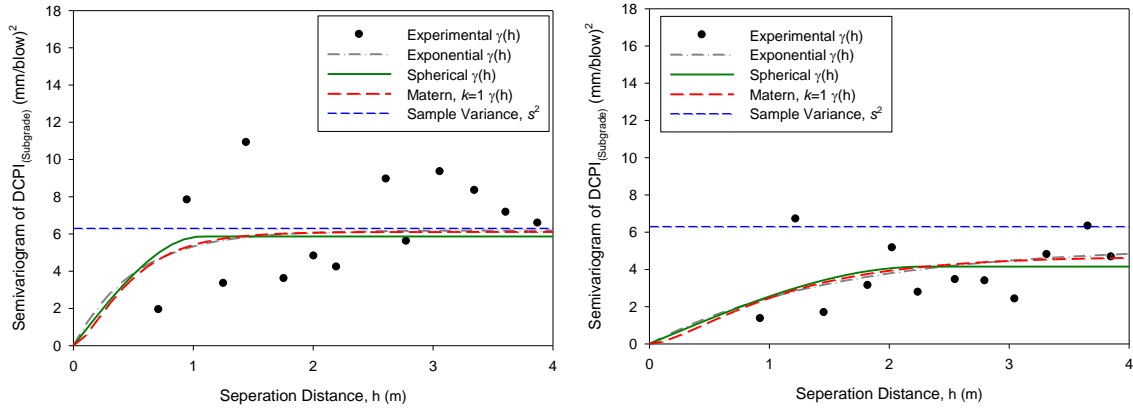 Semivariogram of DCPI(Subgrade) (mm/blow)²
18
16
14
12
10
8
6
4
2
0
Experimental γ(h)
Exponential γ(h)
Spherical γ(h)
Matern, k=1 γ(h)
Sample Variance, s²
0 1 2 3 4
Seperation Distance, h (m)
Semivariogram of DCPI(Subgrade) (mm/blow)²
18
16
14
12
10
8
6
4
2
0
Experimental γ(h)
Exponential γ(h)
Spherical γ(h)
Matern, k=1 γ(h)
Sample Variance, s²
0 1 2 3 4
Seperation Distance, h (m)